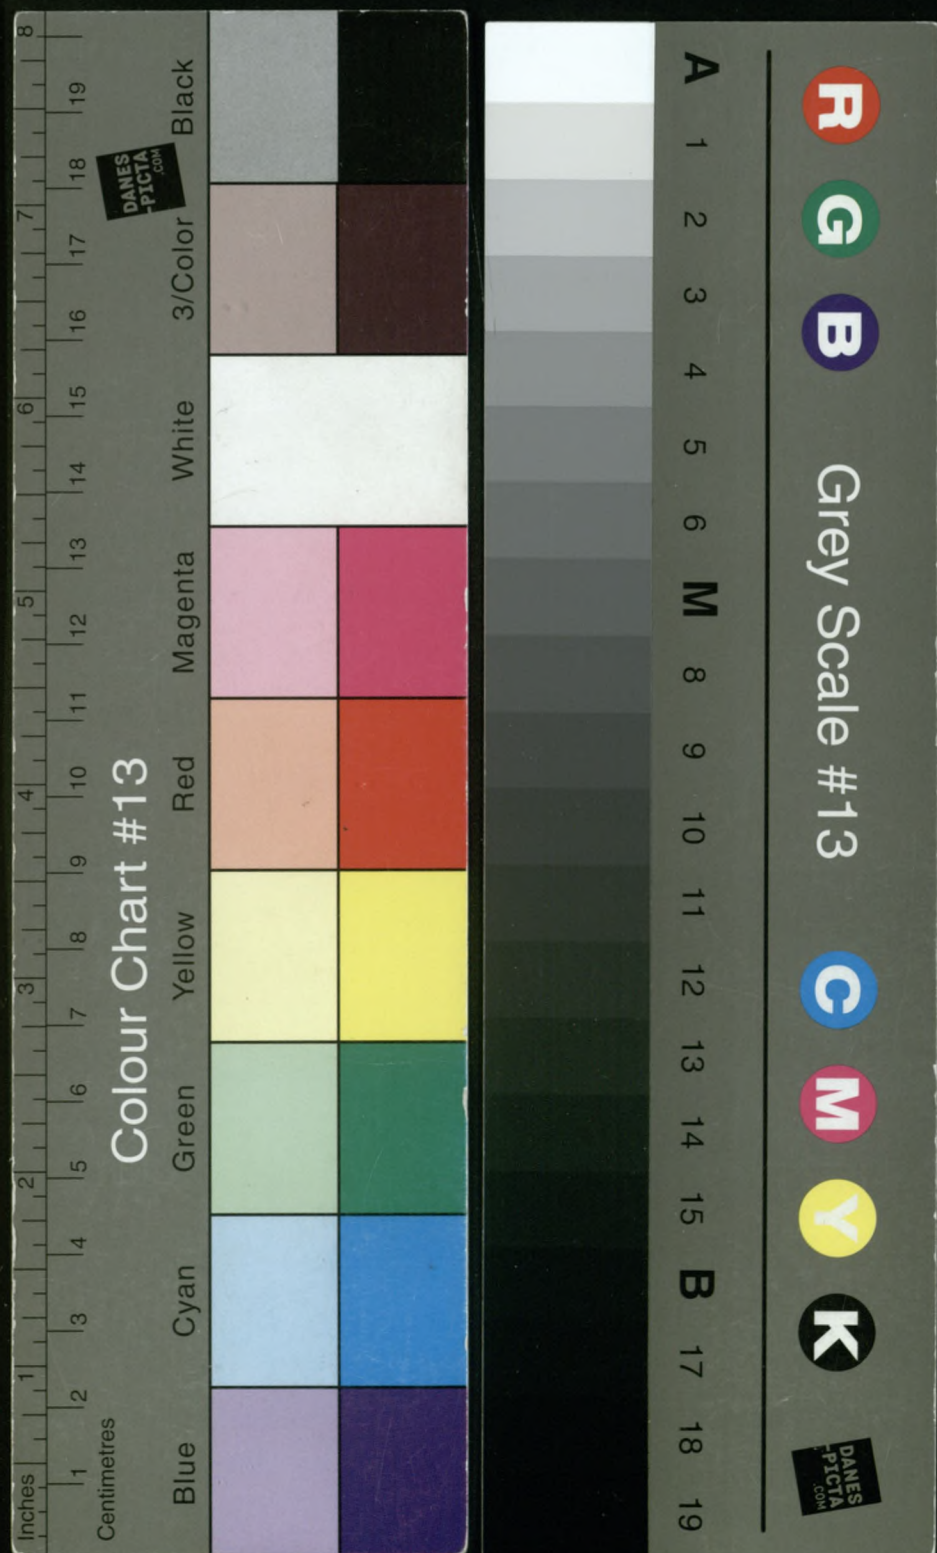 Colour Chart #13
Inches
1
2
3
4
5
6
7
8
Centimetres
1
2
3
4
5
6
7
8
9
10
11
12
13
14
15
16
17
18
19
Blue
Cyan
Green
Yellow
Red
Magenta
White
3/Color
Black
DANES
-PICTA
.COM
R
G
B
Grey Scale #13
C
M
Y
K
DANES
-PICTA
.COM
A
1
2
3
4
5
6
M
8
9
10
11
12
13
14
15
B
17
18
19